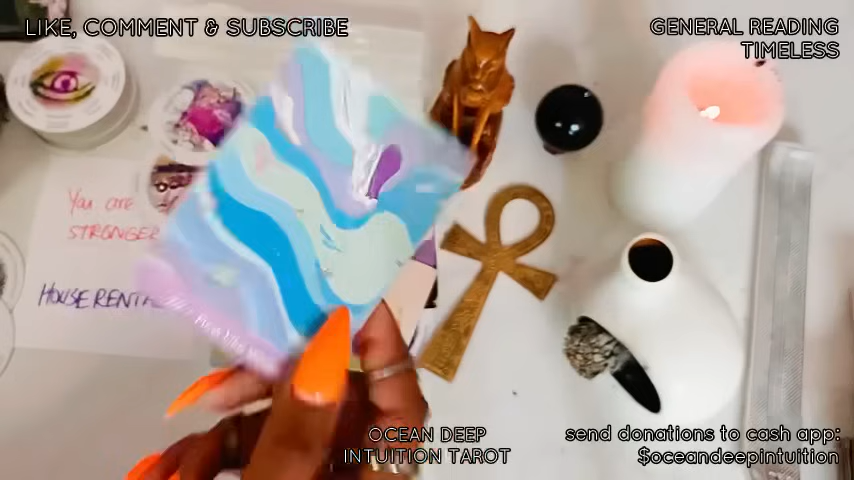 LIKE, COMMENT & SUBSCRIBE
GENERAL READING
TIMELESS
You are
STRONGER
HOUSE RENTA
OCEAN DEEP
INTUITION TAROT
send donations to cash app:
$oceandeepintuition